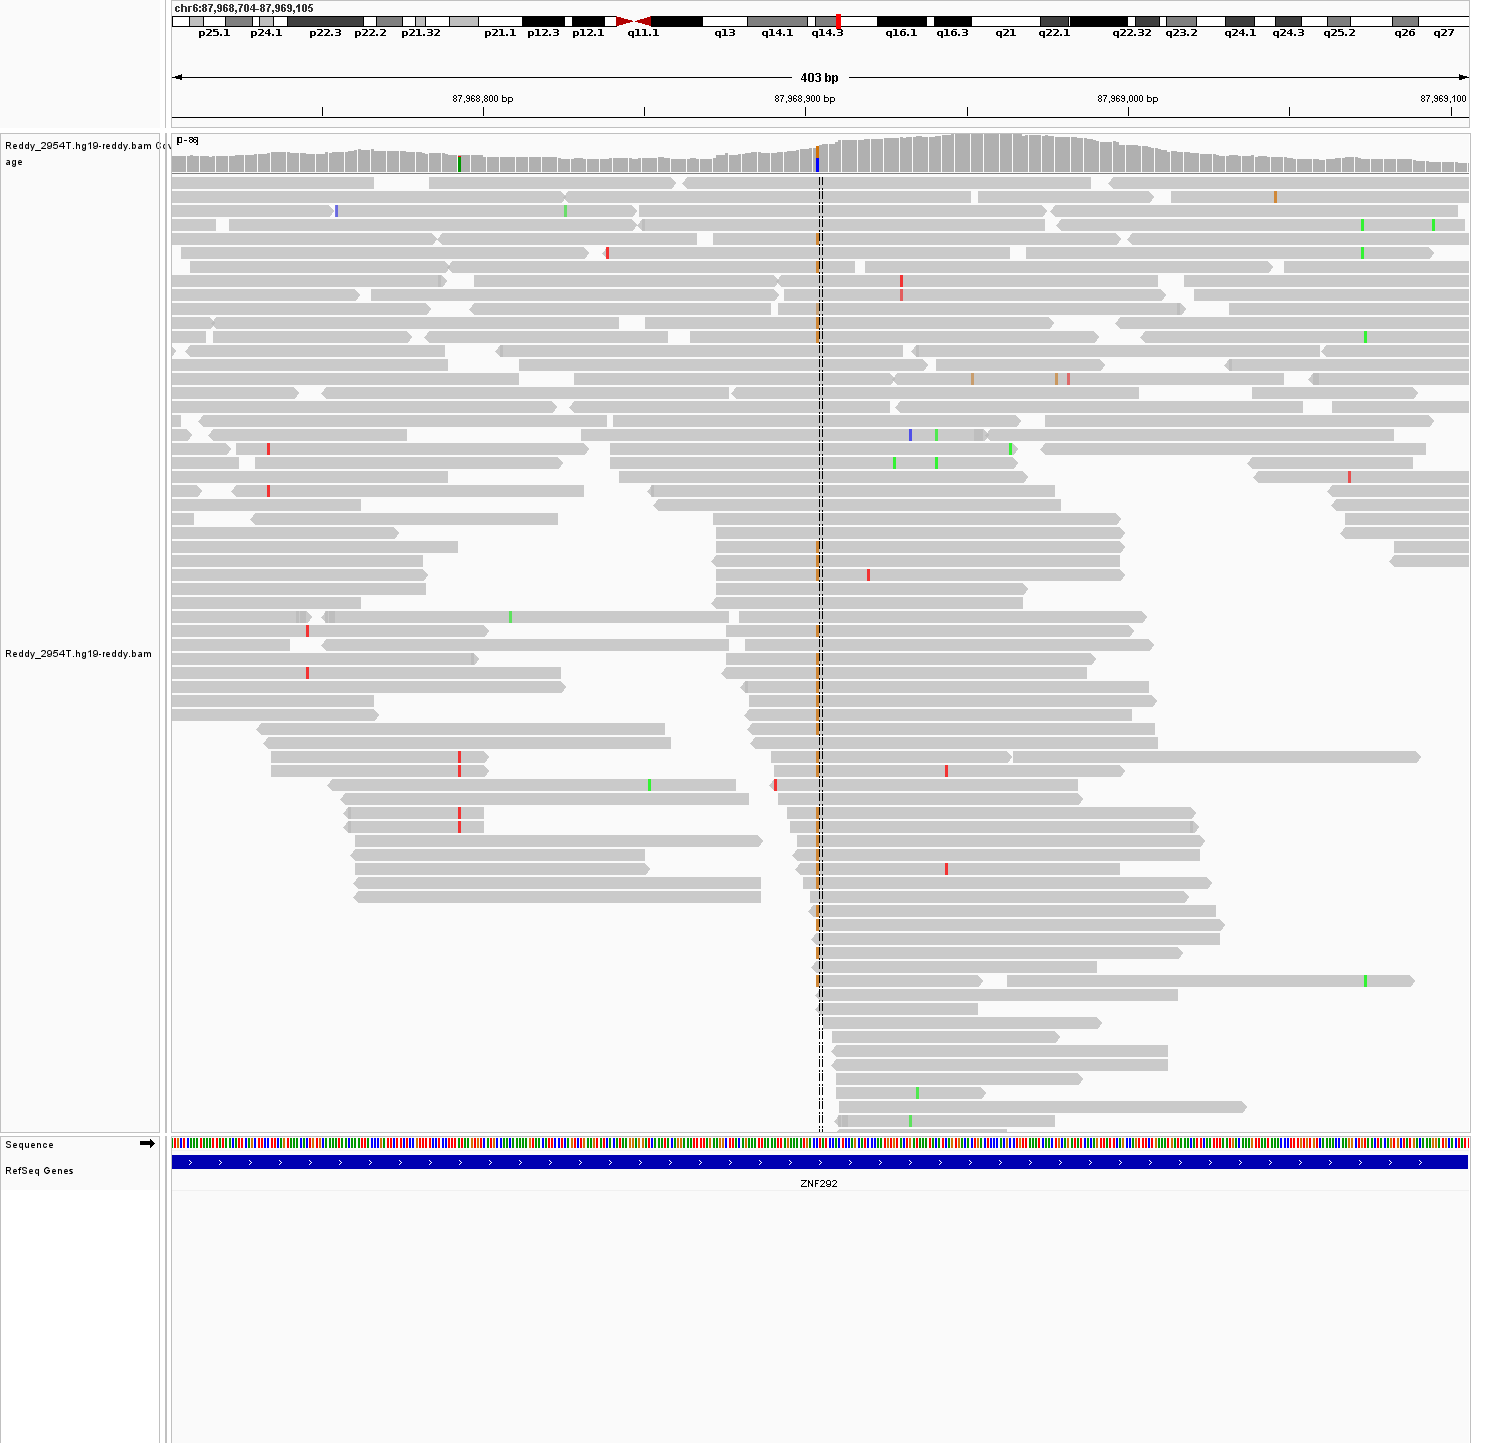 chr6:87,968,704-87,969,105
p25.1 p24.1 p22.3 p22.2 p21.32 p21.1 p12.3 p12.1 q11.1 q13 q14.1 q14.3 q16.1 q16.3 q21 q22.1 q22.32 q23.2 q24.1 q24.3 q25.2 q26 q27
403 bp
87,968,800 bp 87,968,900 bp 87,969,000 bp 87,969,100
[0-86]
Reddy_2954T.hg19-reddy.bam Cov
age
Reddy_2954T.hg19-reddy.bam
Sequence
RefSeq Genes
ZNF292